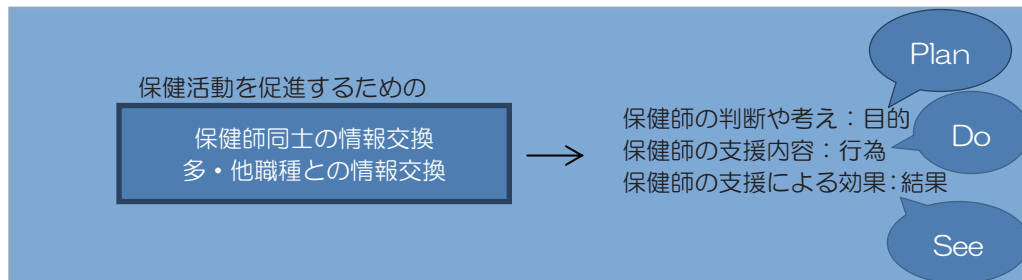 Plan
保健活動を促進するための
保健師同士の情報交換
多・他職種との情報交換
保健師の判断や考え：目的
Do
保健師の支援内容：行為
保健師の支援による効果：結果
See